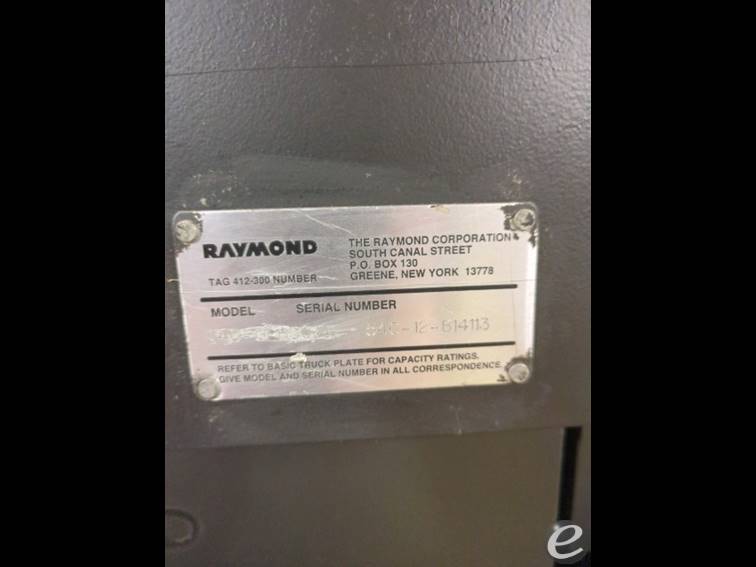 RAYMOND
THE RAYMOND CORPORATION
SOUTH CANAL STREET
P.O. BOX 130
GREENE, NEW YORK 13778
TAG 412-300 NUMBER
MODEL SERIAL NUMBER
REFER TO BASIC TRUCK PLATE FOR CAPACITY RATINGS.
GIVE MODEL AND SERIAL NUMBER IN ALL CORRESPONDENCE.
e